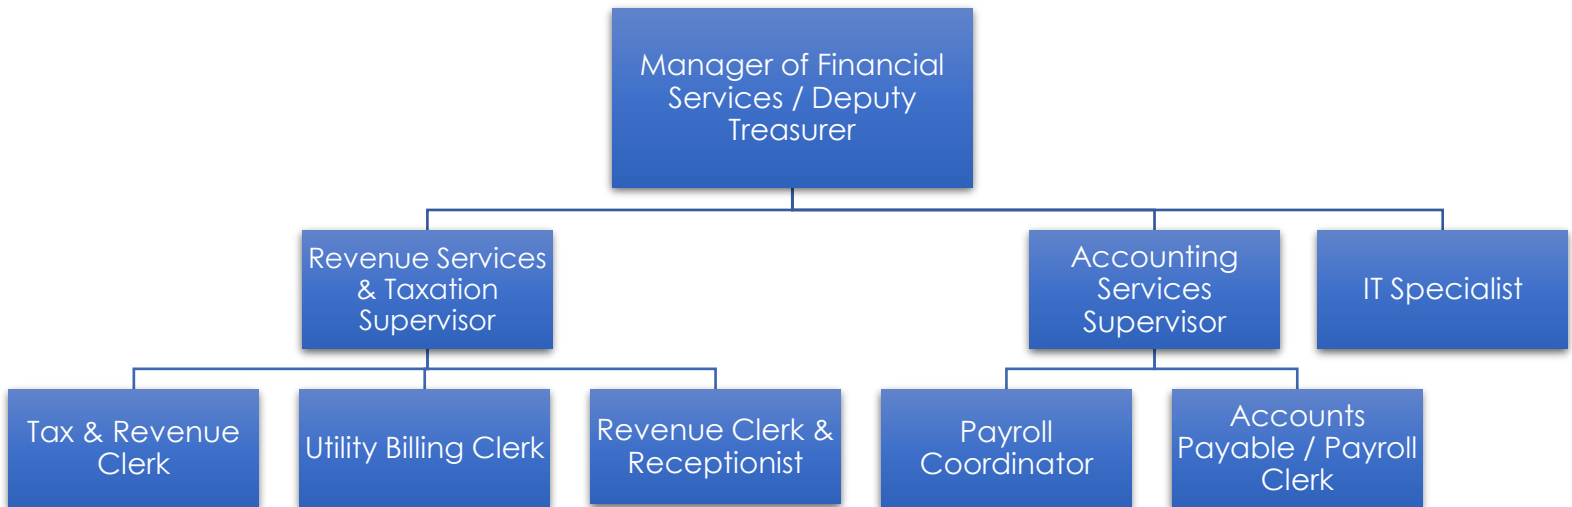 Manager of Financial
Services / Deputy
Treasurer
Revenue Services
& Taxation
Supervisor
Accounting
Services
Supervisor
IT Specialist
Tax & Revenue
Clerk
Utility Billing Clerk
Revenue Clerk &
Receptionist
Payroll
Coordinator
Accounts
Payable / Payroll
Clerk